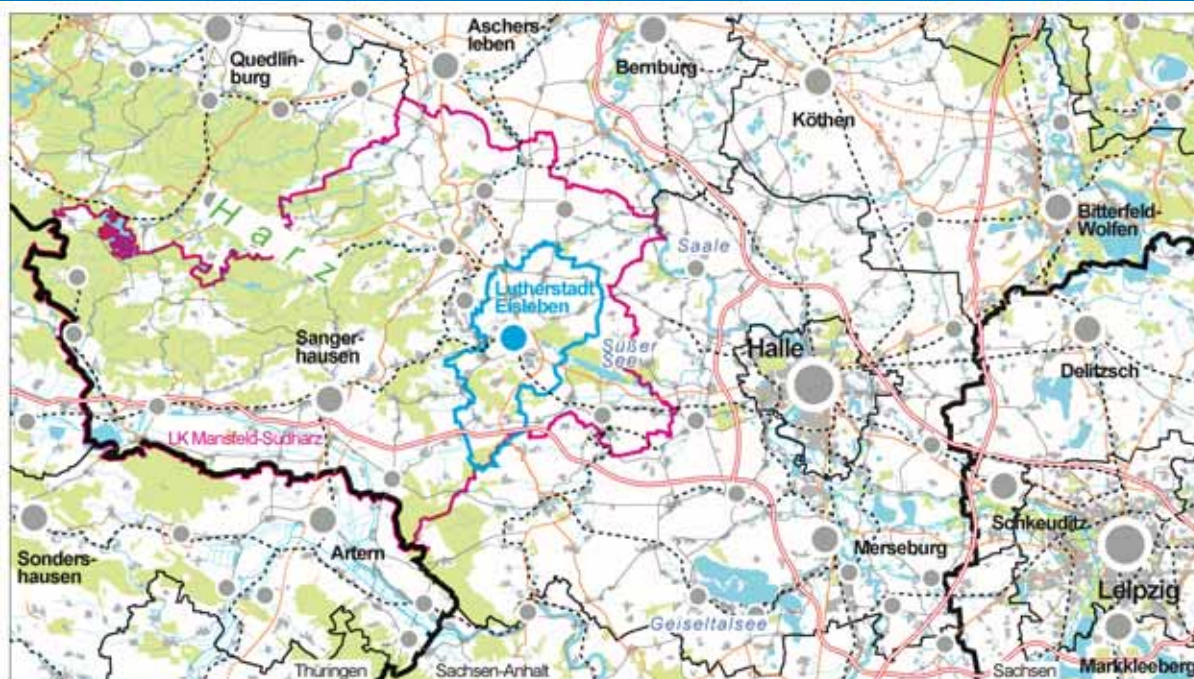 Aschers-
leben
Quedlin-
burg
Bernburg
Köthen
Harz
Bitterfeld-
Wolfen
Saale
Lutherstadt
Eisleben
Sanger-
hausen
Süßer
See
Halle
Delitzsch
LK Mansfeld-Südharz
Schkeuditz
Sonders-
hausen
Artern
Merseburg
Leipzig
Geiseltalsee
Thüringen
Sachsen-Anhalt
Sachsen
Markkleeberg